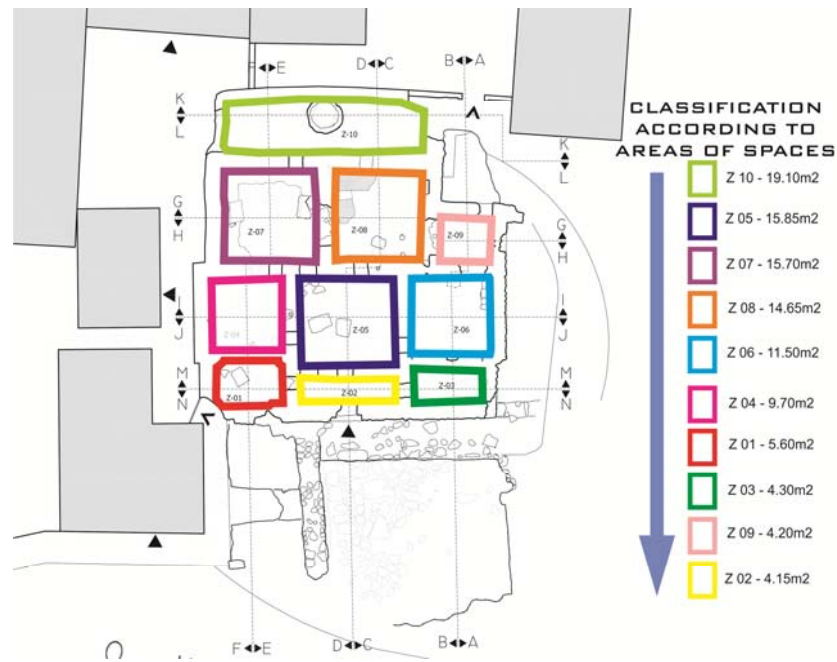 F E
D C
B A
K
L
Z-10
K
L
G
H
Z-07
Z-08
Z-09
G
H
I
J
Z-04
Z-05
Z-06
I
J
M
N
Z-01
Z-02
Z-03
M
N
F E
D C
B A
CLASSIFICATION
ACCORDING TO
AREAS OF SPACES
Z 10 - 19.10m2
Z 05 - 15.85m2
Z 07 - 15.70m2
Z 08 - 14.65m2
Z 06 - 11.50m2
Z 04 - 9.70m2
Z 01 - 5.60m2
Z 03 - 4.30m2
Z 09 - 4.20m2
Z 02 - 4.15m2